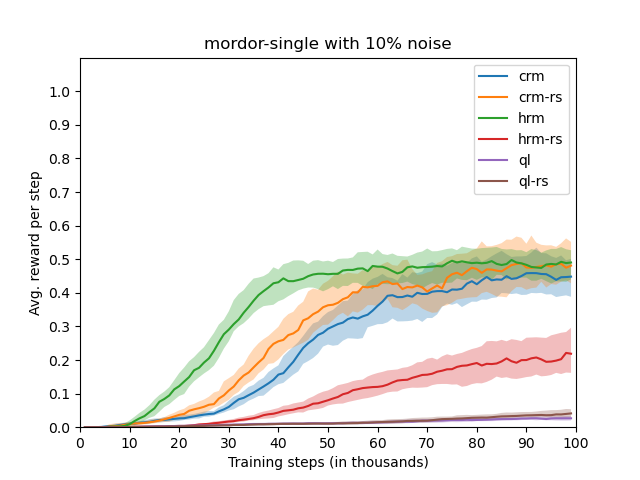 mordor-single with 10% noise
Avg. reward per step
1.0
0.9
0.8
0.7
0.6
0.5
0.4
0.3
0.2
0.1
0.0
crm
crm-rs
hrm
hrm-rs
ql
ql-rs
0 10 20 30 40 50 60 70 80 90 100
Training steps (in thousands)